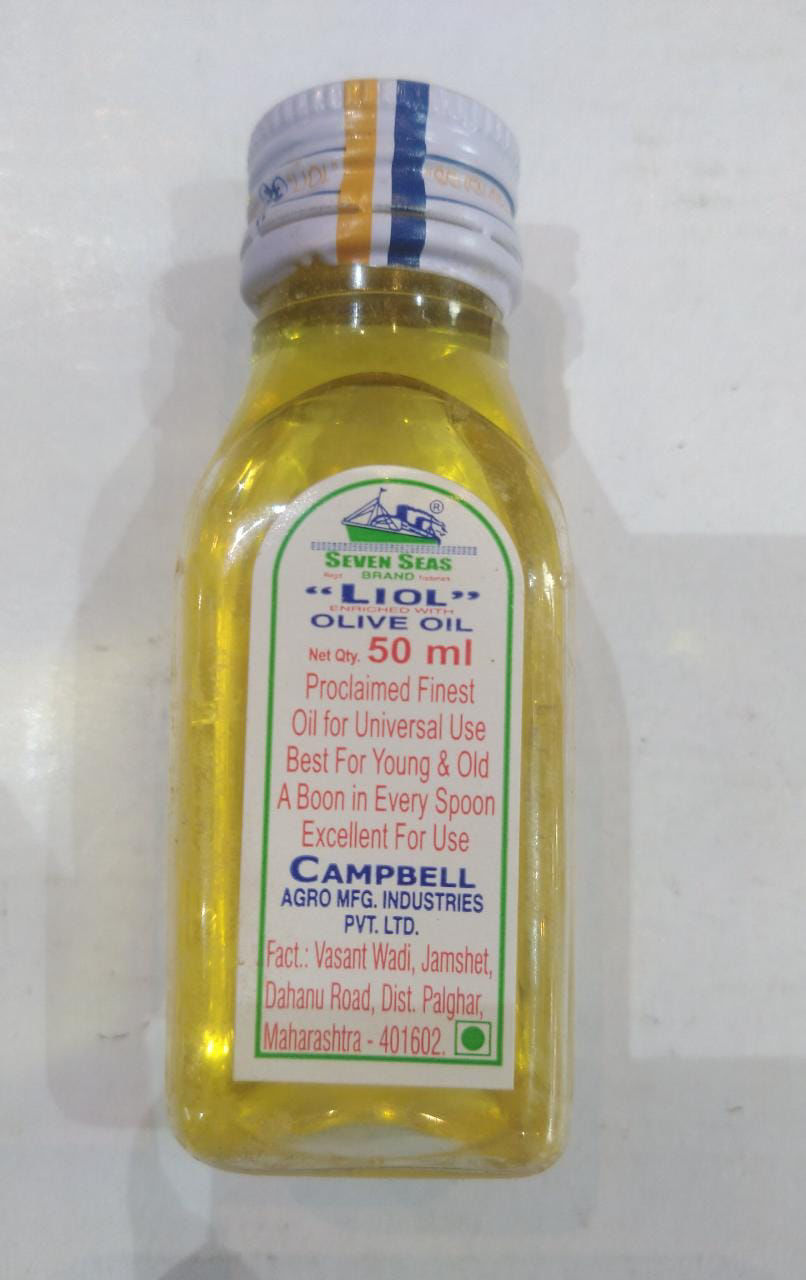 ®
SEVEN SEAS
Regd. BRAND Trademark
“LIOL”
ENRICHED WITH
OLIVE OIL
Net Qty. 50 ml
Proclaimed Finest
Oil for Universal Use
Best For Young & Old
A Boon in Every Spoon
Excellent For Use
CAMPBELL
AGRO MFG. INDUSTRIES
PVT. LTD.
Fact.: Vasant Wadi, Jamshet,
Dahanu Road, Dist. Palghar,
Maharashtra - 401602.